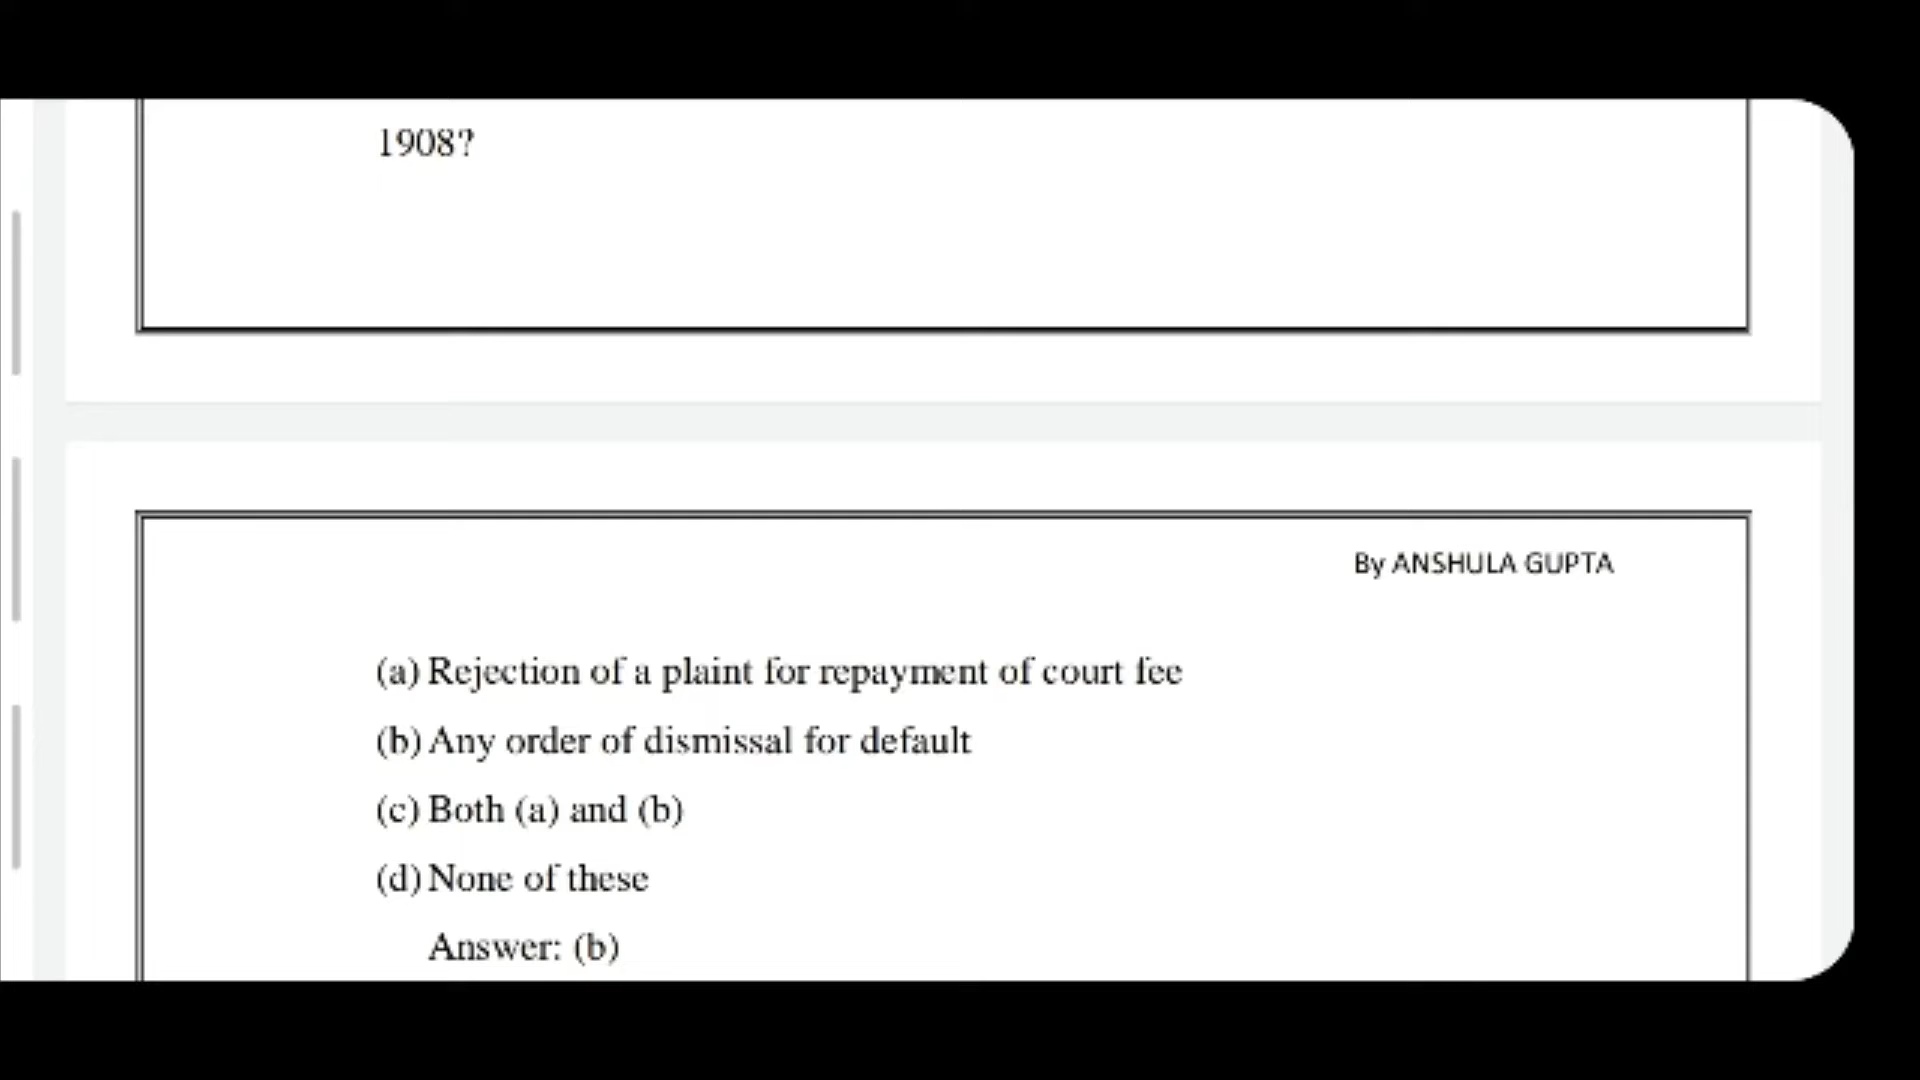 1908?
By ANSHULA GUPTA
(a) Rejection of a plaint for repayment of court fee
(b) Any order of dismissal for default
(c) Both (a) and (b)
(d) None of these
Answer: (b)